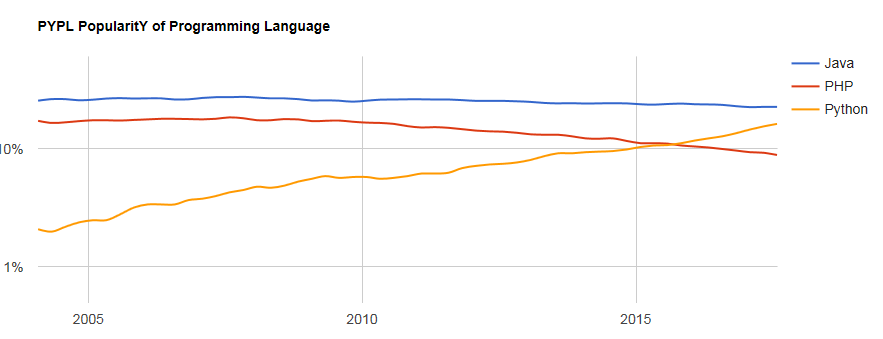 PYPL PopularitY of Programming Language
Java
PHP
Python
10%
1%
2005
2010
2015